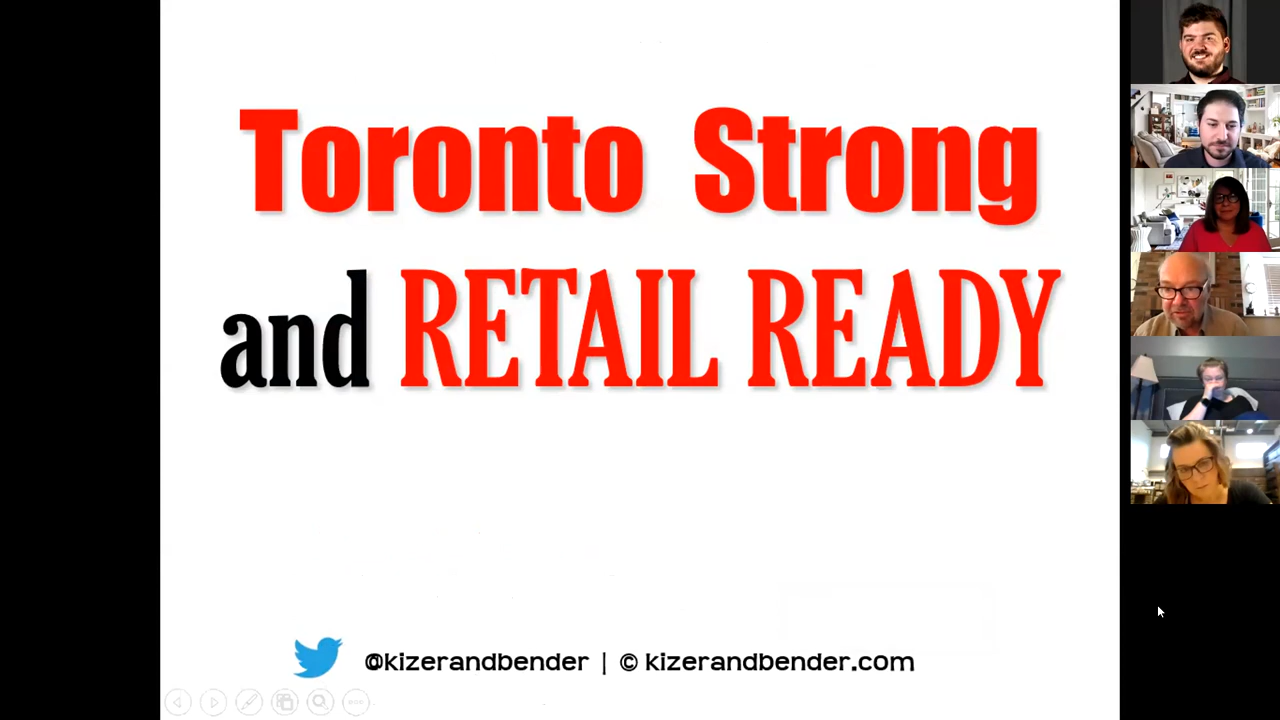 Toronto Strong
and RETAIL READY
@kizerandbender | © kizerandbender.com